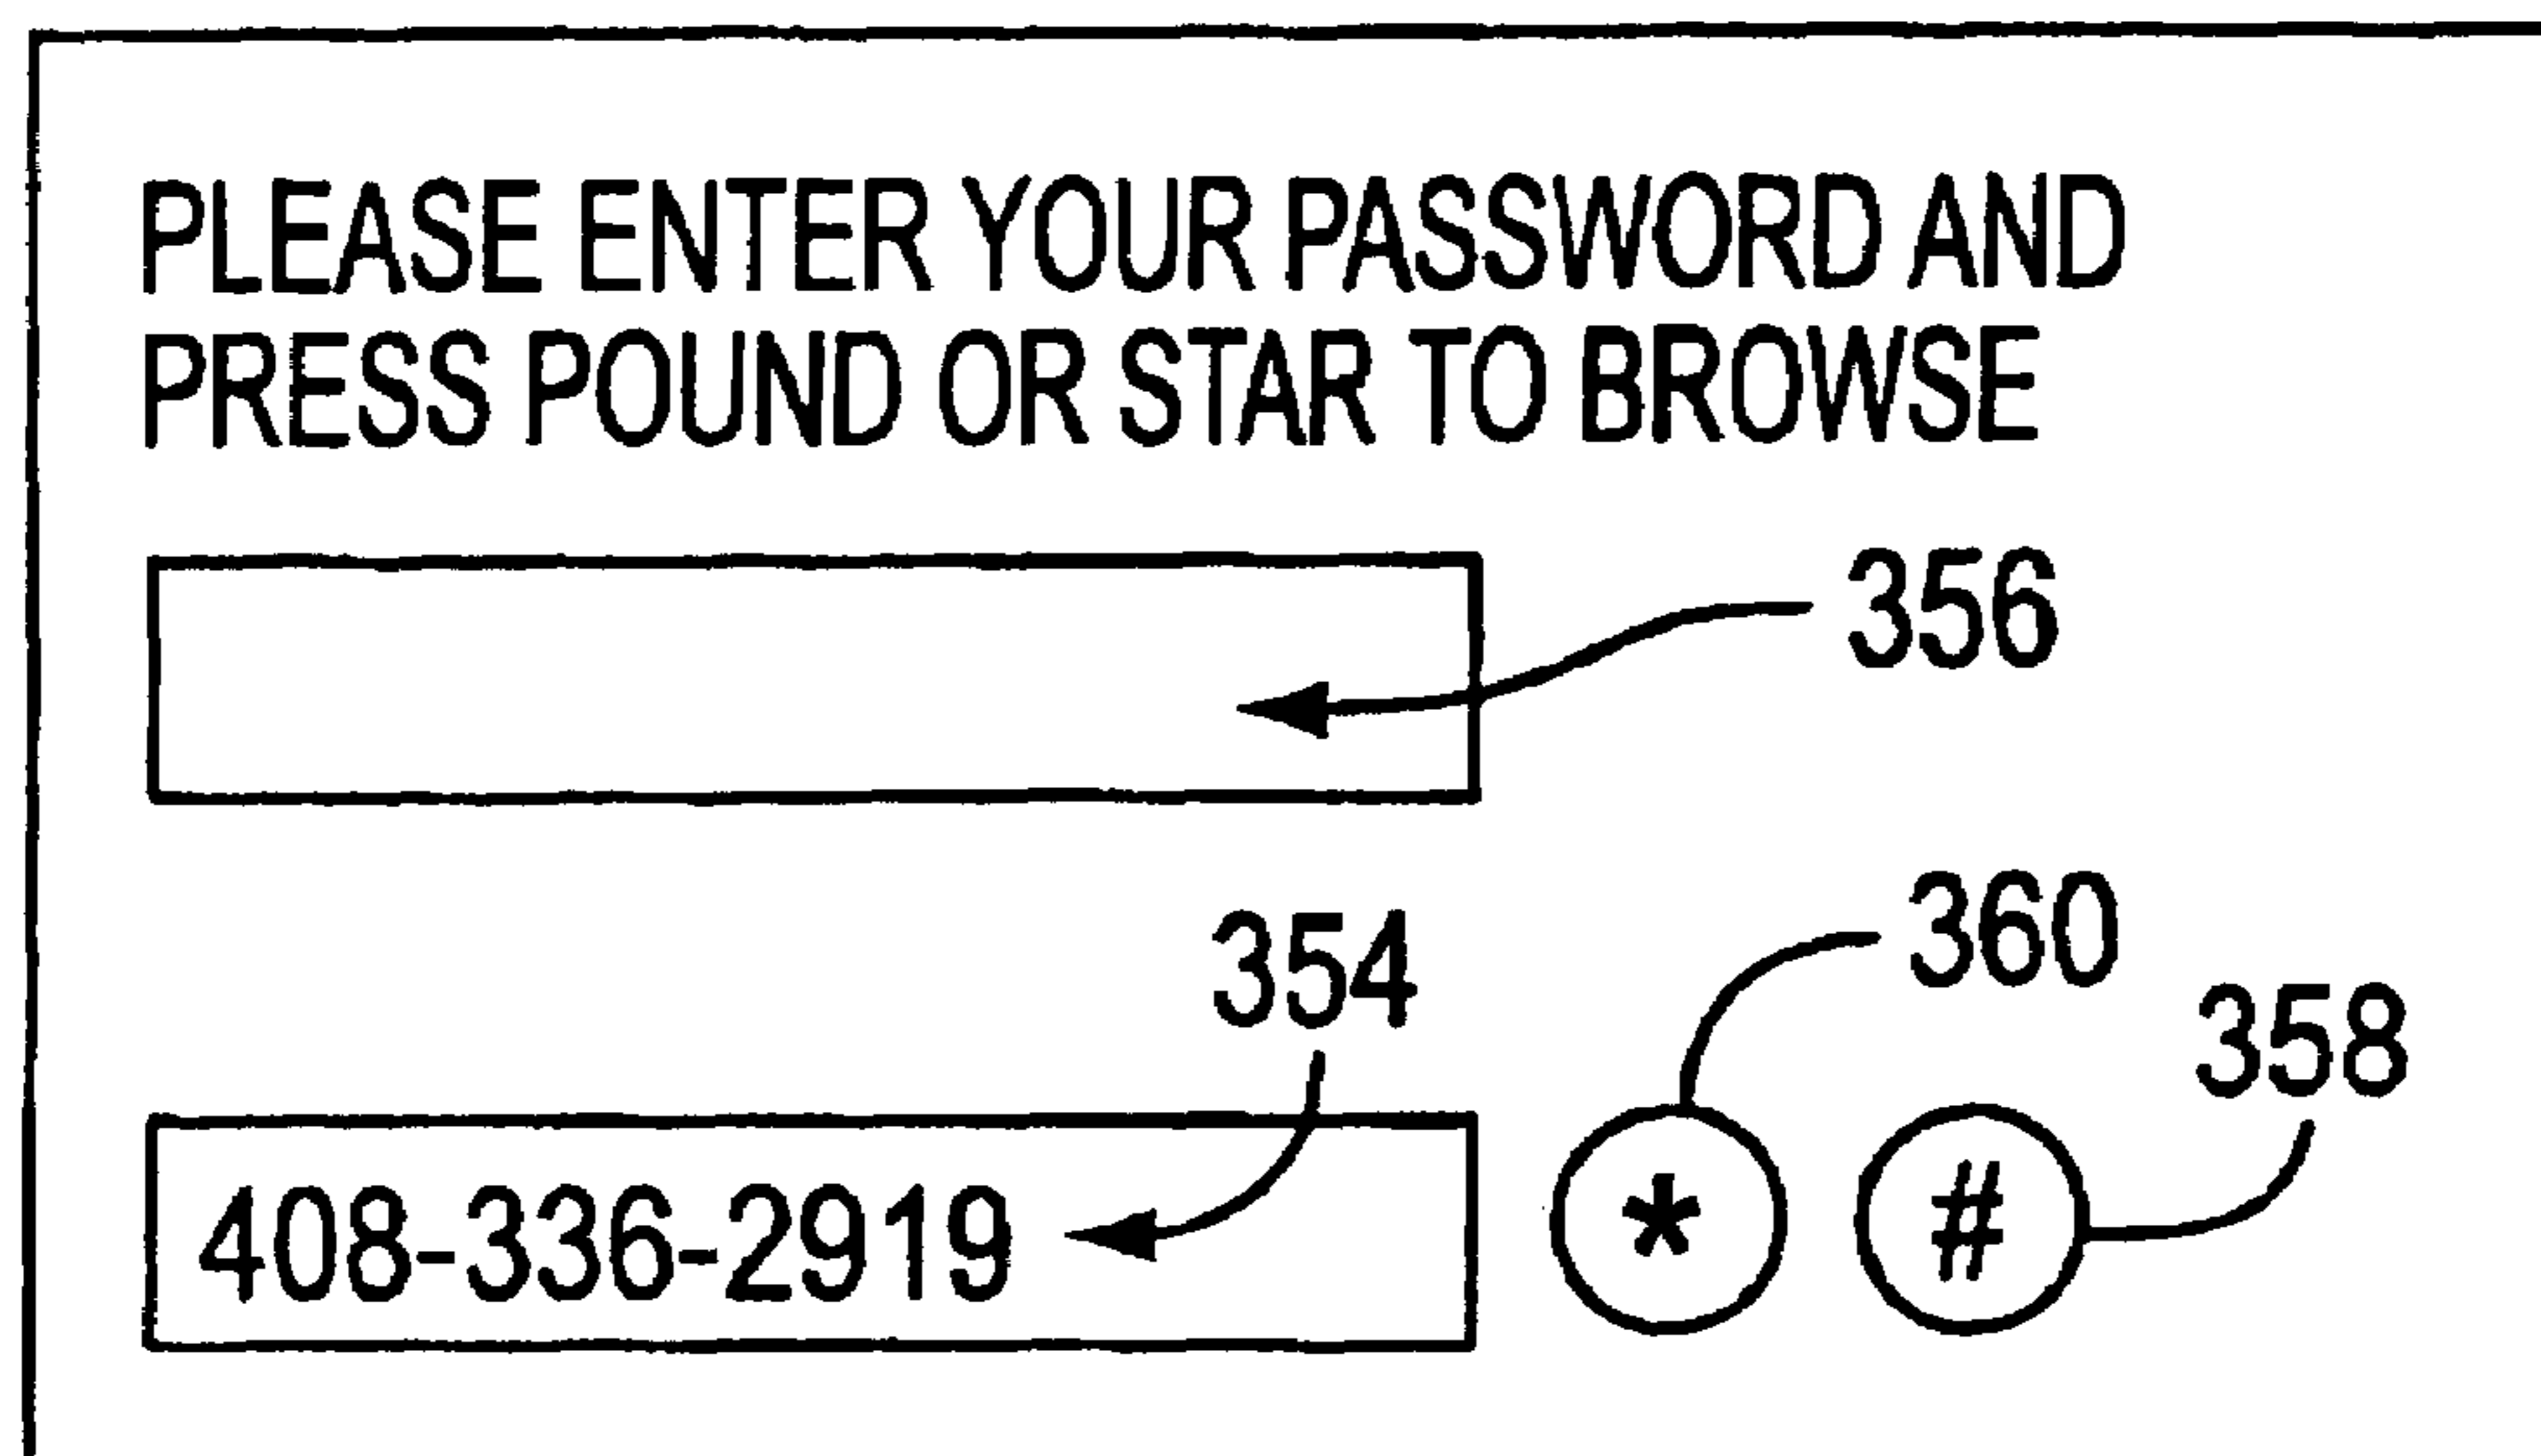 PLEASE ENTER YOUR PASSWORD AND
PRESS POUND OR STAR TO BROWSE
356
354
360
358
408-336-2919 * #